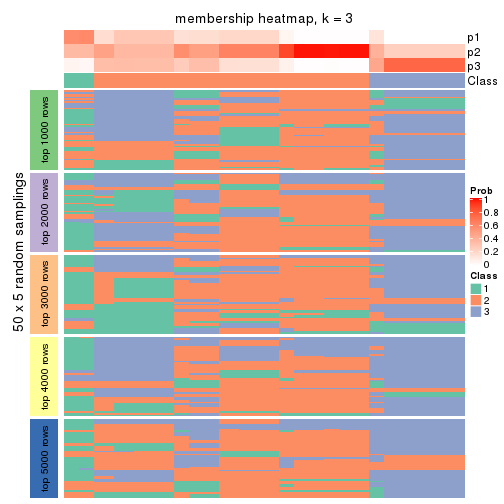 membership heatmap, k = 3
p1
p2
p3
Class
50 x 5 random samplings
top 1000 rows
top 2000 rows
top 3000 rows
top 4000 rows
top 5000 rows
Prob
1
0.8
0.6
0.4
0.2
0
Class
1
2
3